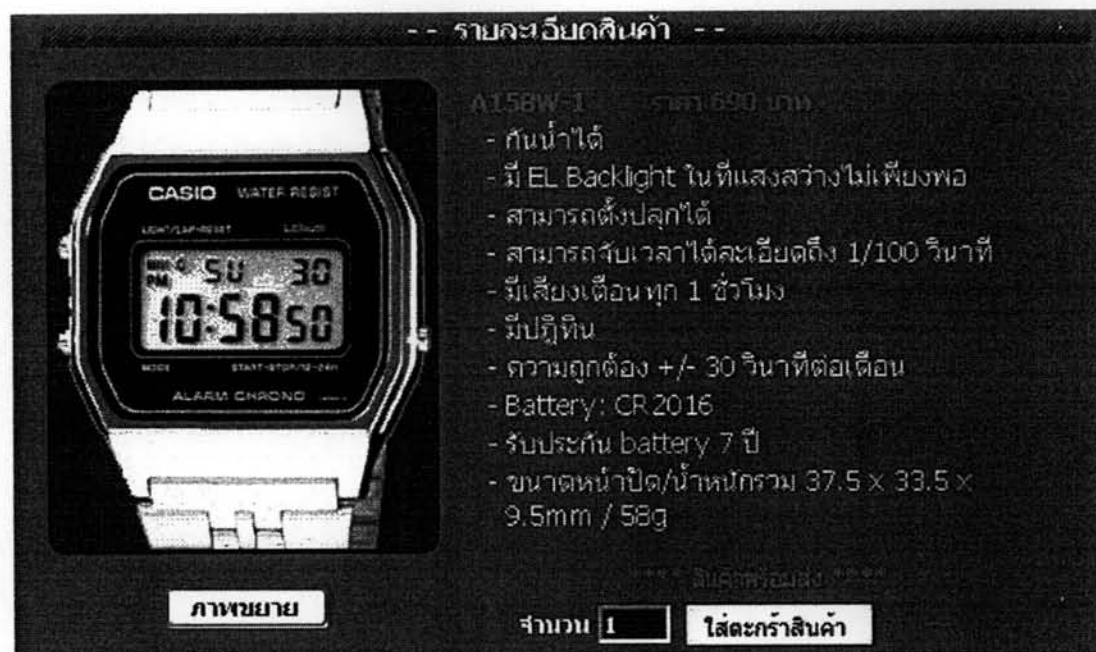 -- รายละเอียดสินค้า --
A158W-1 ราคา 690 บาท
- กันน้ำได้
- มี EL Backlight ในที่แสงสว่างไม่เพียงพอ
- สามารถตั้งปลุกได้
- สามารถจับเวลาได้ละเอียดถึง 1/100 วินาที
- มีเสียงเตือนทุก 1 ชั่วโมง
- มีปฎิทิน
- ความถูกต้อง +/- 30 วินาทีต่อเดือน
- Battery: CR2016
- รับประกัน battery 7 ปี
- ขนาดหน้าปัด/น้ำหนักรวม 37.5 x 33.5 x
9.5mm / 58g
**** สินค้าพร้อมส่ง ****
จำนวน 1 ใส่ตะกร้าสินค้า
ภาพขยาย
CASIO WATER RESIST
LIGHT/LAP-RESET
SU 30
PM
10:58 50
MODE START-STOP/12-24H
ALARM CHRONO